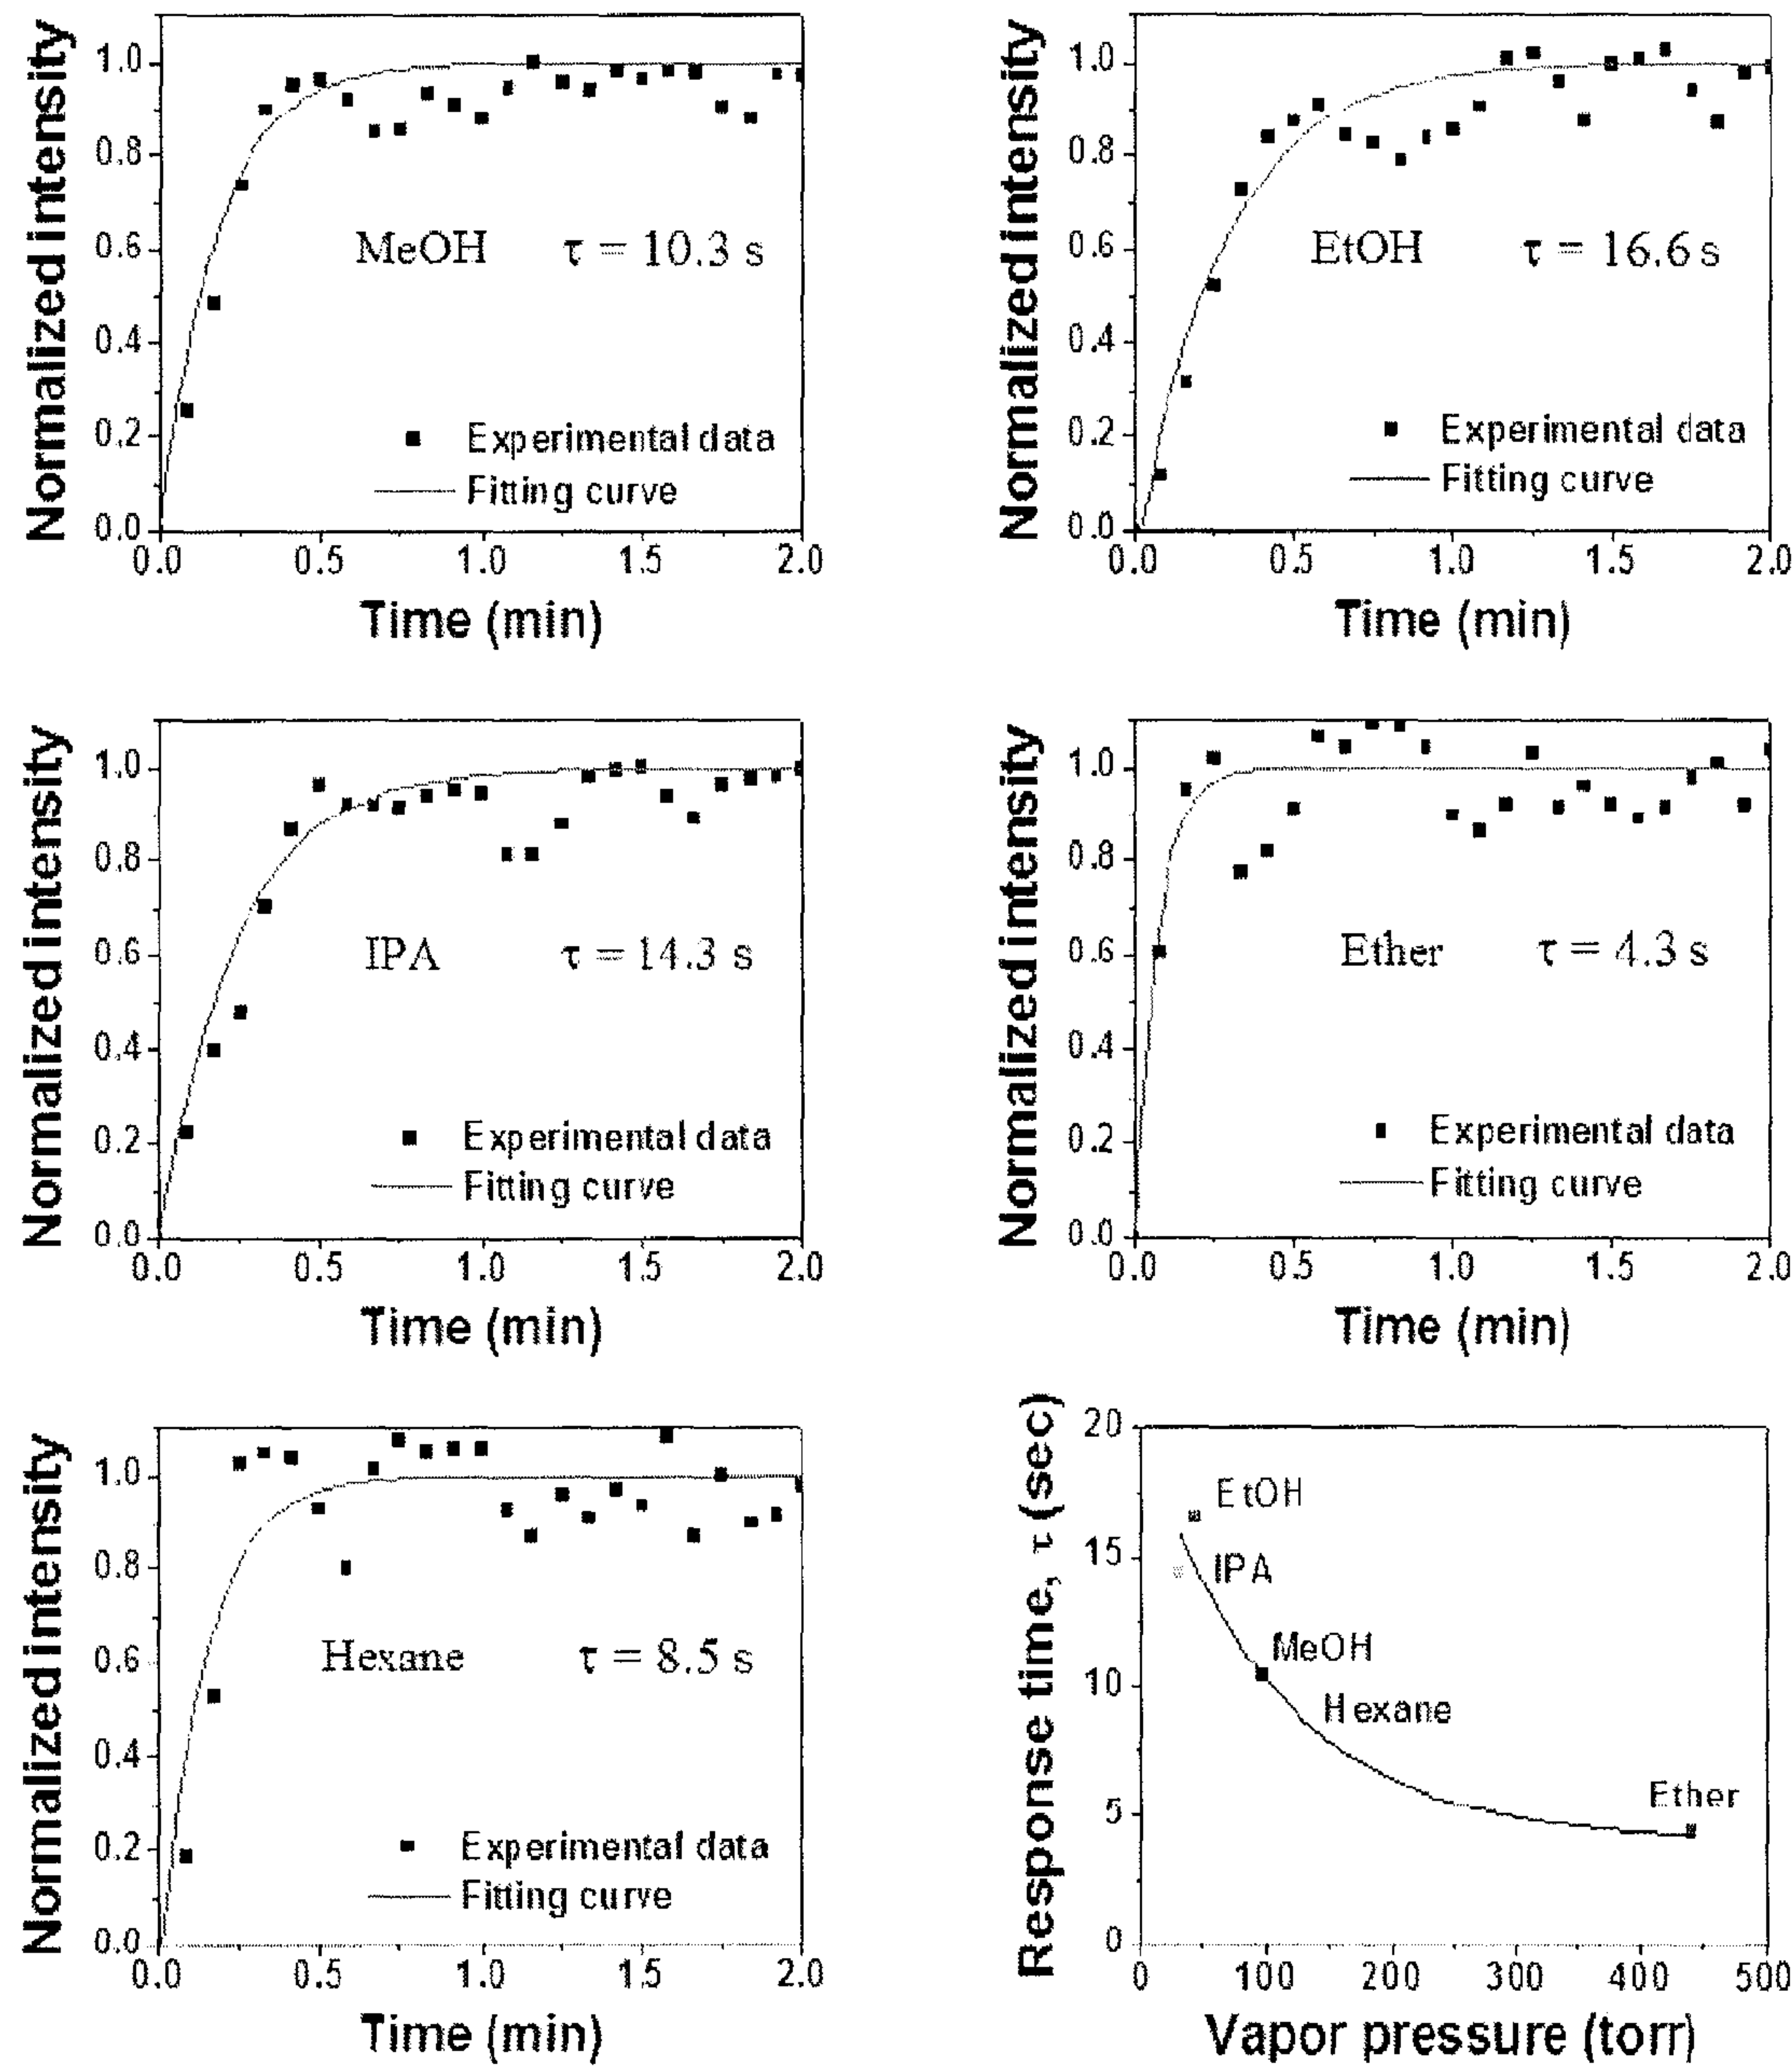 Normalized intensity
1.0
0.8
0.6
0.4
0.2
0.0
MeOH τ = 10.3 s
Experimental data
Fitting curve
0.0 0.5 1.0 1.5 2.0
Time (min)
Normalized intensity
1.0
0.8
0.6
0.4
0.2
0.0
EtOH τ = 16.6 s
Experimental data
Fitting curve
0.0 0.5 1.0 1.5 2.0
Time (min)
Normalized intensity
1.0
0.8
0.6
0.4
0.2
0.0
IPA τ = 14.3 s
Experimental data
Fitting curve
0.0 0.5 1.0 1.5 2.0
Time (min)
Normalized intensity
1.0
0.8
0.6
0.4
0.2
0.0
Ether τ = 4.3 s
Experimental data
Fitting curve
0.0 0.5 1.0 1.5 2.0
Time (min)
Normalized intensity
1.0
0.8
0.6
0.4
0.2
0.0
Hexane τ = 8.5 s
Experimental data
Fitting curve
0.0 0.5 1.0 1.5 2.0
Time (min)
Response time, τ (sec)
20
15
10
5
0
EtOH
IPA
MeOH
Hexane
Ether
0 100 200 300 400 500
Vapor pressure (torr)